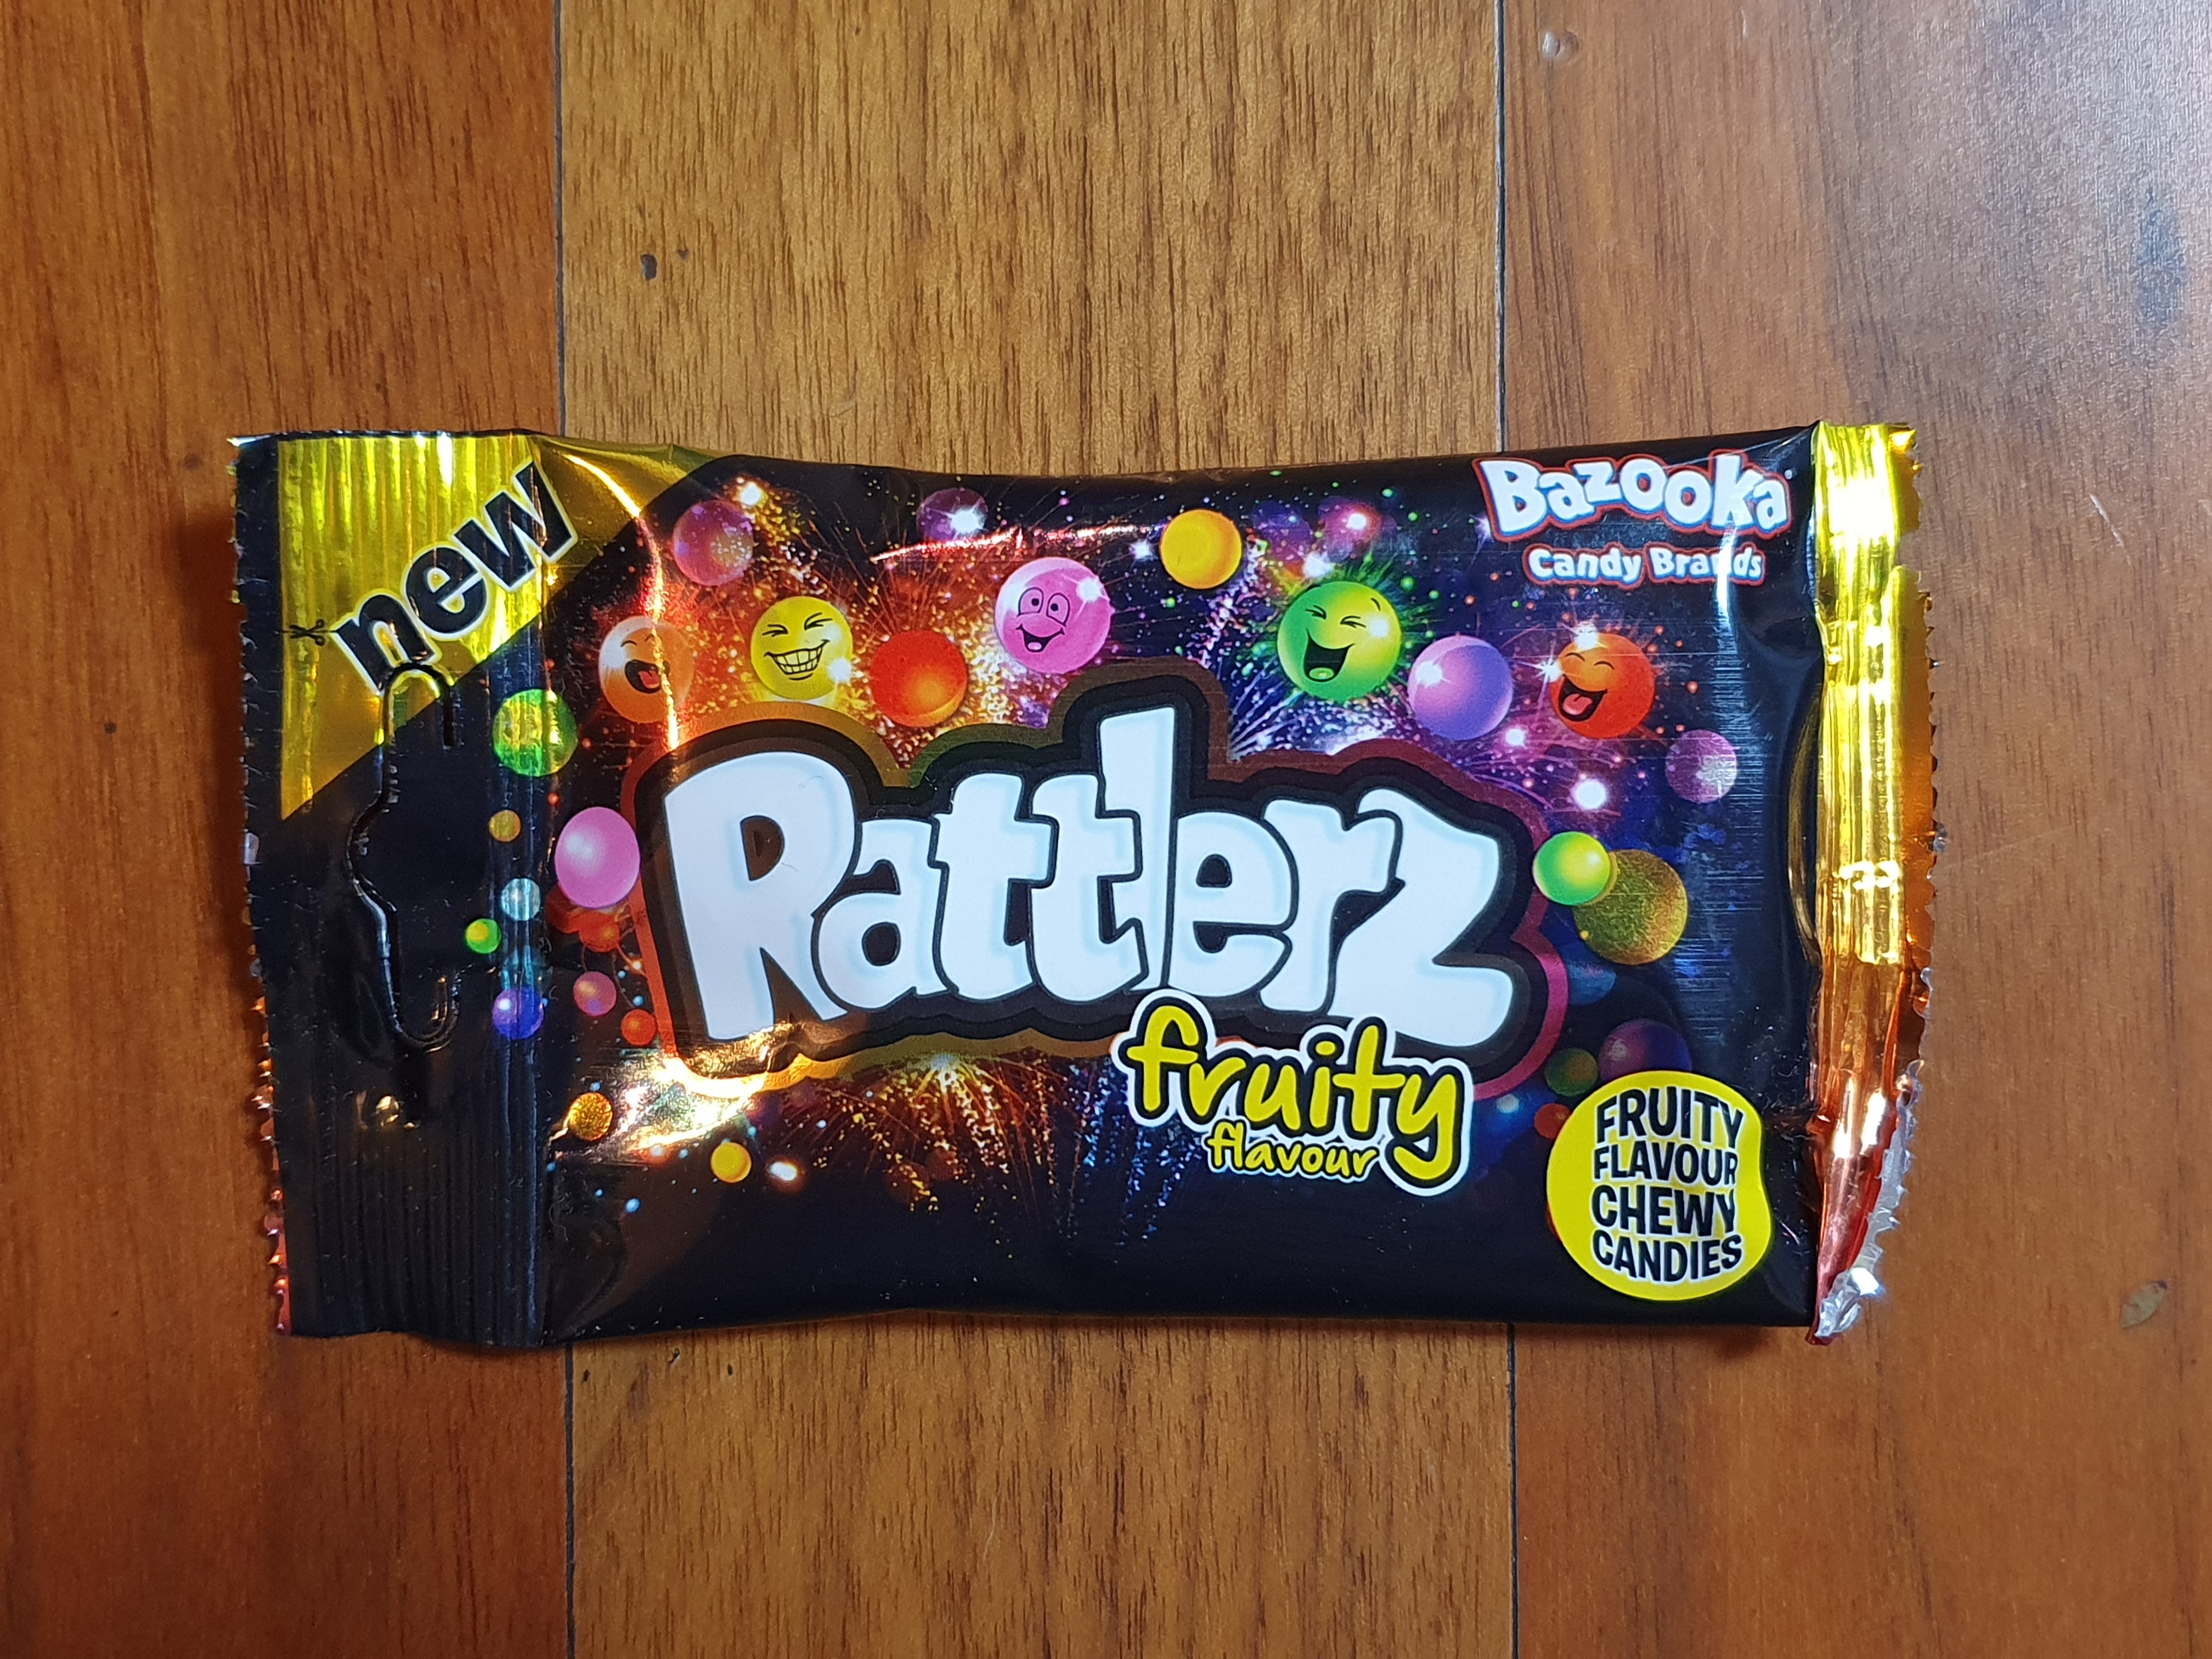 new
Bazooka
Candy Brands
Rattlerz
fruity
flavour
FRUITY
FLAVOUR
CHEWY
CANDIES